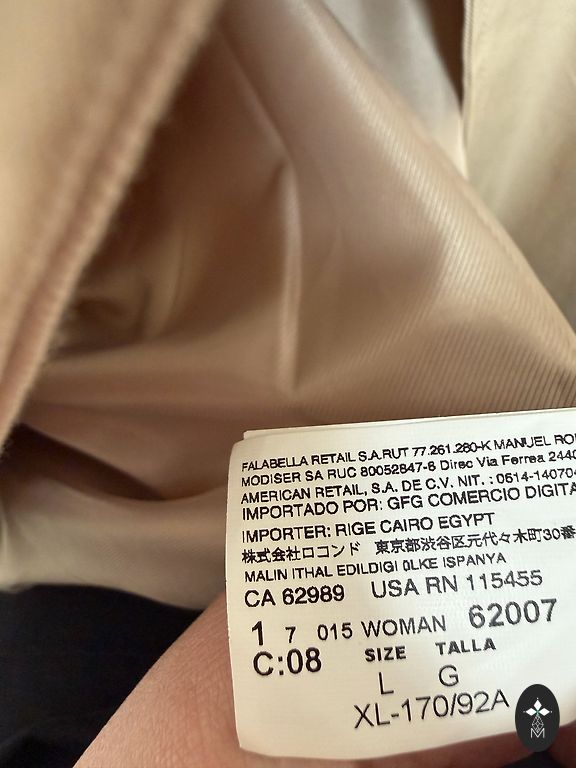 FALABELLA RETAIL S.A.RUT 77.261.280-K MANUEL
MODISER SA RUC 80052847-6 Direc Via Ferrea
AMERICAN RETAIL, S.A. DE C.V. NIT. : 0614-14070
IMPORTADO POR: GFG COMERCIO DIGITA
IMPORTER: RIGE CAIRO EGYPT
株式会社ロコンド 東京都渋谷区元代々木町30番
MALIN ITHAL EDILDIGI 0LKE ISPANYA
CA 62989 USA RN 115455
1 7 015 WOMAN 62007
C:08 SIZE TALLA
L G
XL-170/92A
M